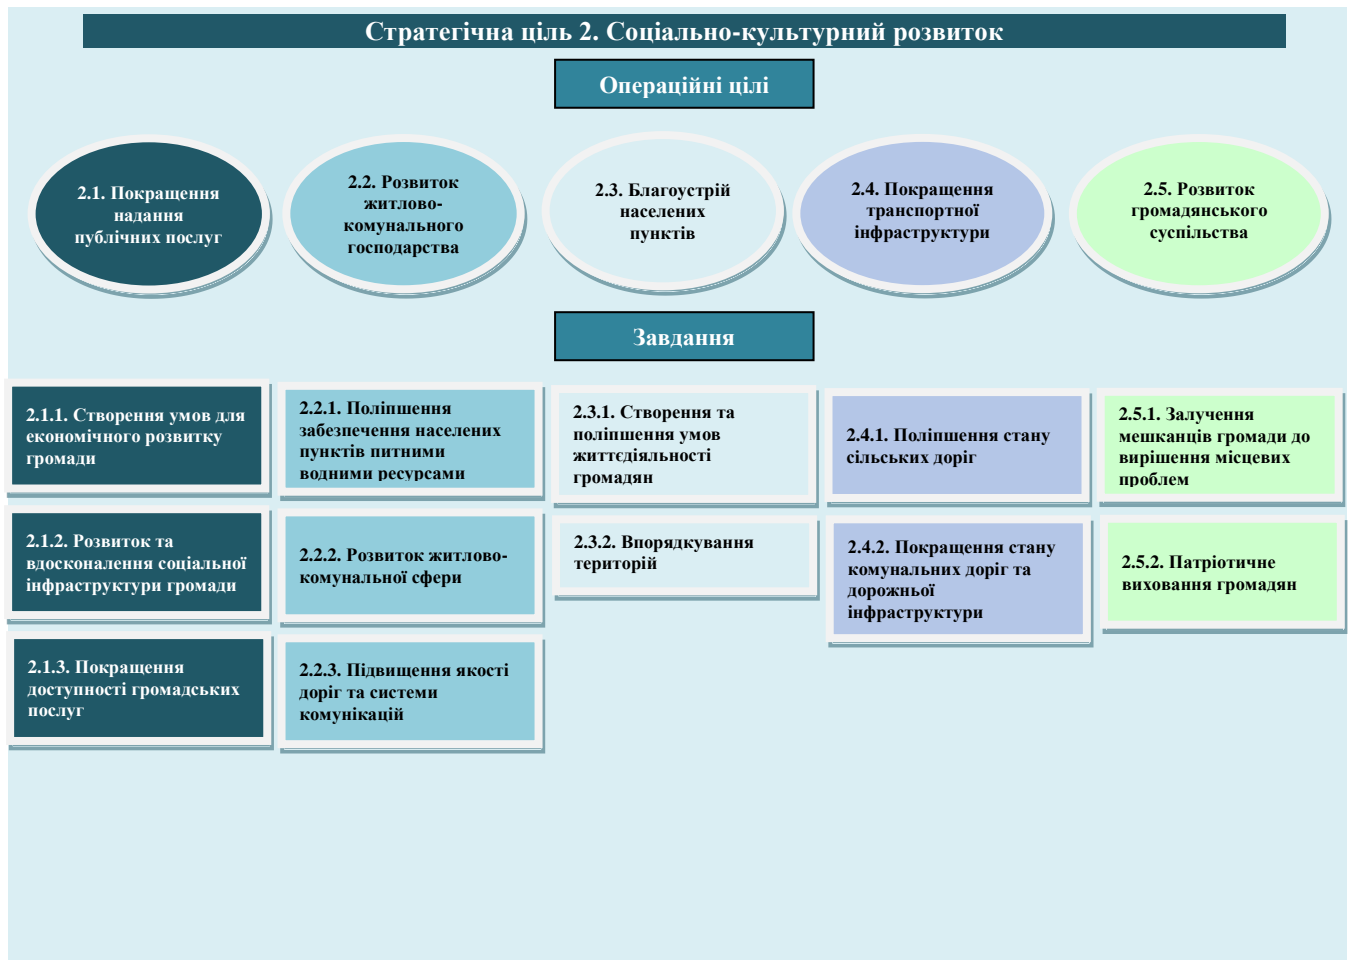 Стратегічна ціль 2. Соціально-культурний розвиток
Операційні цілі
2.1. Покращення
надання
публічних послуг
2.2. Розвиток
житлово-
комунального
господарства
2.3. Благоустрій
населених
пунктів
2.4. Покращення
транспортної
інфраструктури
2.5. Розвиток
громадянського
суспільства
Завдання
2.1.1. Створення умов для
економічного розвитку
громади
2.1.2. Розвиток та
вдосконалення соціальної
інфраструктури громади
2.1.3. Покращення
доступності громадських
послуг
2.2.1. Поліпшення
забезпечення населених
пунктів питними
водними ресурсами
2.2.2. Розвиток житлово-
комунальної сфери
2.2.3. Підвищення якості
доріг та системи
комунікацій
2.3.1. Створення та
поліпшення умов
життєдіяльності
громадян
2.3.2. Впорядкування
територій
2.4.1. Поліпшення стану
сільських доріг
2.4.2. Покращення стану
комунальних доріг та
дорожньої
інфраструктури
2.5.1. Залучення
мешканців громади до
вирішення місцевих
проблем
2.5.2. Патріотичне
виховання громадян